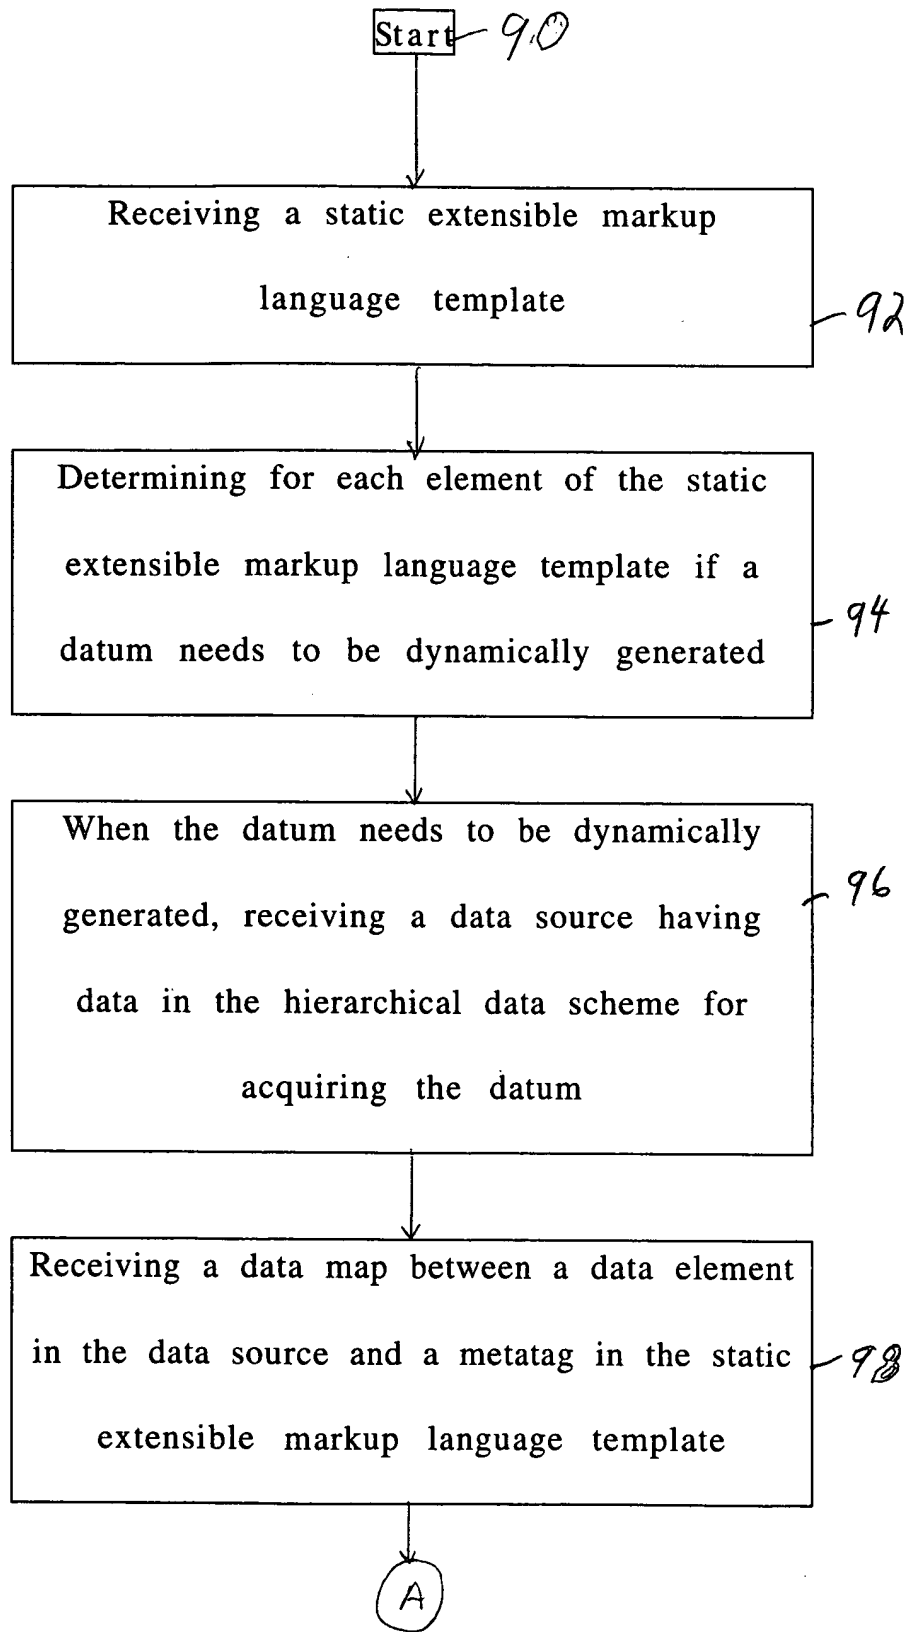 Start 90
Receiving a static extensible markup
language template
92
Determining for each element of the static
extensible markup language template if a
datum needs to be dynamically generated
94
When the datum needs to be dynamically
generated, receiving a data source having
data in the hierarchical data scheme for
acquiring the datum
96
Receiving a data map between a data element
in the data source and a metatag in the static
extensible markup language template
98
A